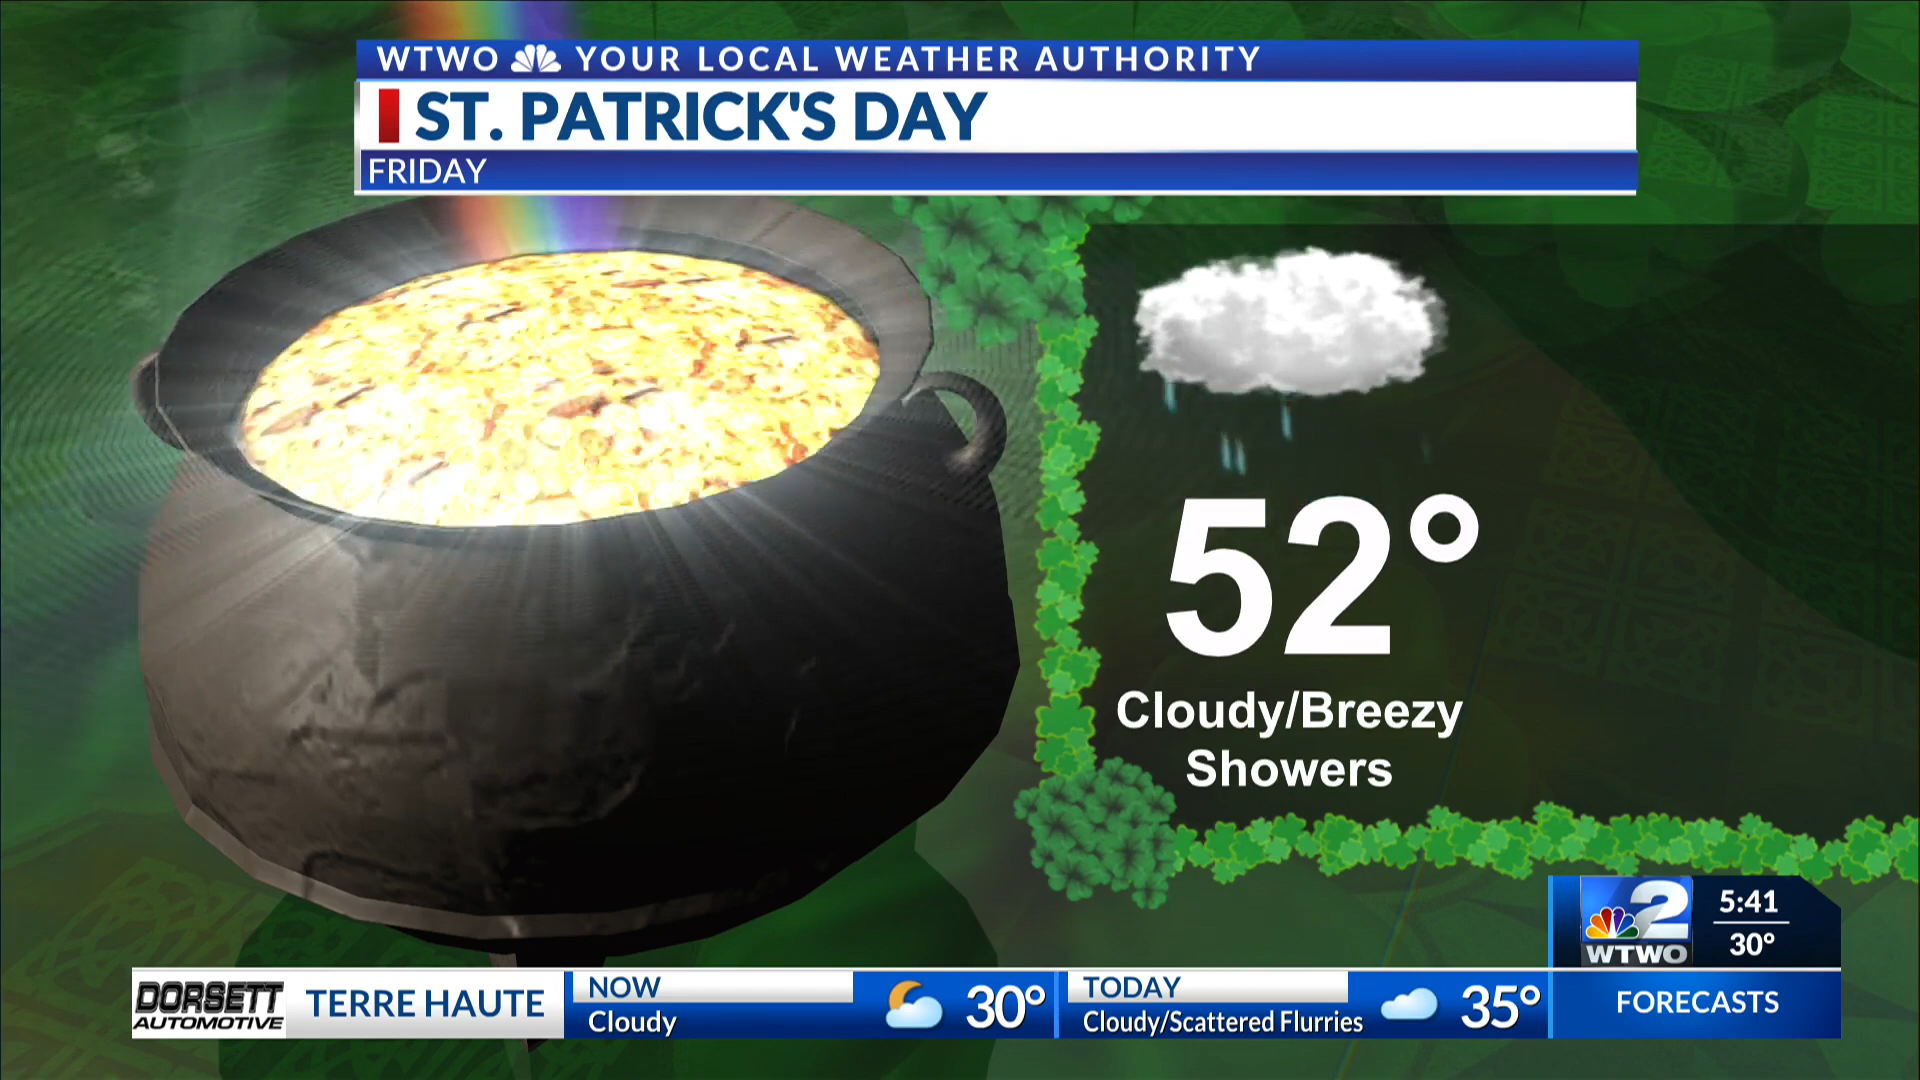 WTWO YOUR LOCAL WEATHER AUTHORITY
ST. PATRICK'S DAY
FRIDAY
52°
Cloudy/Breezy
Showers
2
WTWO
5:41
30°
DORSETT
AUTOMOTIVE
TERRE HAUTE
NOW
Cloudy
30°
TODAY
Cloudy/Scattered Flurries
35°
FORECASTS